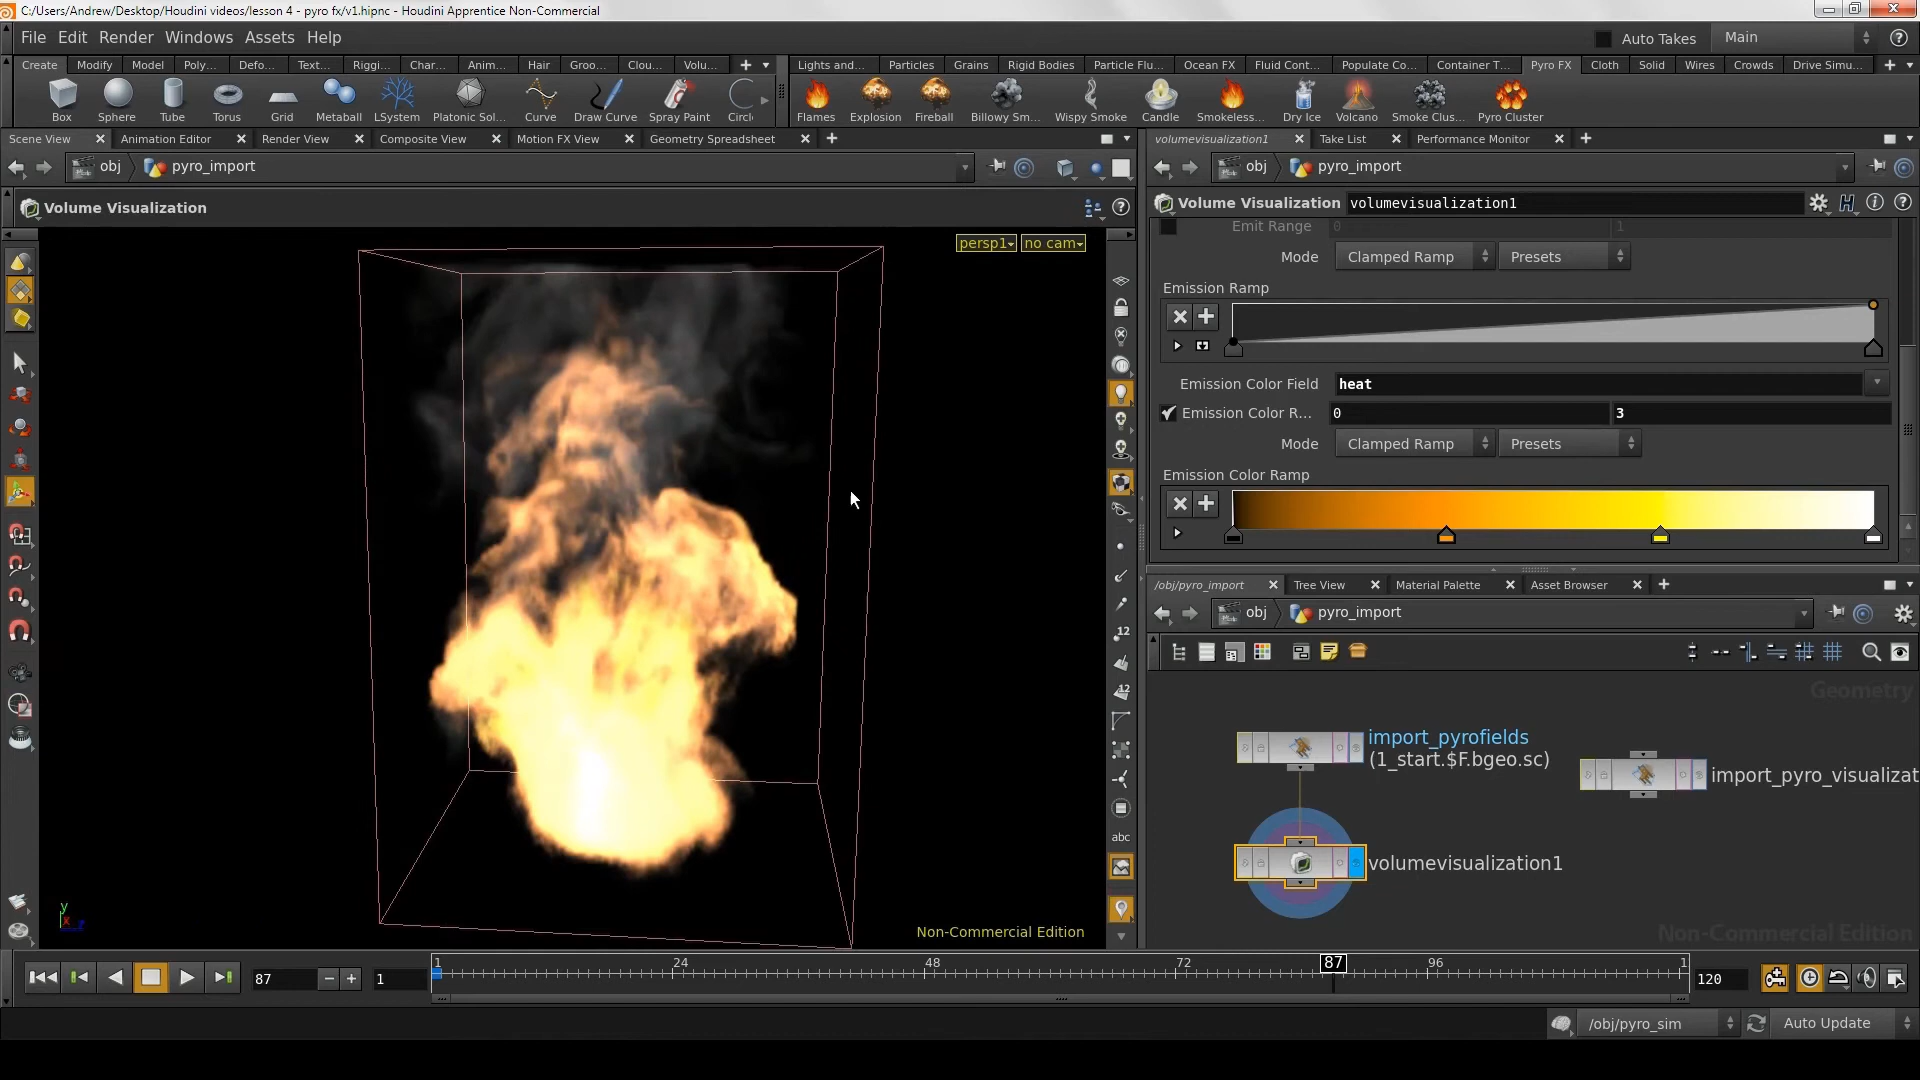 C:/Users/Andrew/Desktop/Houdini videos/lesson 4 - pyro fx/v1.hipnc - Houdini Apprentice Non-Commercial
File Edit Render Windows Assets Help
Auto Takes Main
Create Modify Model Poly... Defo... Text... Riggi... Char... Anim... Hair Groo... Clou... Volu...
Lights and... Particles Grains Rigid Bodies Particle Flu... Ocean FX Fluid Cont... Populate Co... Container T... Pyro FX Cloth Solid Wires Crowds Drive Simu...
Box Sphere Tube Torus Grid Metaball LSystem Platonic Sol... Curve Draw Curve Spray Paint Circl
Flames Explosion Fireball Billowy Sm... Wispy Smoke Candle Smokeless... Dry Ice Volcano Smoke Clus... Pyro Cluster
Scene View Animation Editor Render View Composite View Motion FX View Geometry Spreadsheet
volumevisualization1 Take List Performance Monitor
obj pyro_import
obj pyro_import
Volume Visualization
Volume Visualization volumevisualization1
persp1 no cam
Emit Range 0 1
Mode Clamped Ramp Presets
Emission Ramp
Emission Color Field heat
Emission Color R... 0 3
Mode Clamped Ramp Presets
Emission Color Ramp
/obj/pyro_import Tree View Material Palette Asset Browser
obj pyro_import
12
12
abc
Geometry
import_pyrofields
(1_start.$F.bgeo.sc)
import_pyro_visualizat
volumevisualization1
y
x
z
Non-Commercial Edition
Non-Commercial Edition
87 1
1 24 48 72 87 96 1
120
/obj/pyro_sim Auto Update